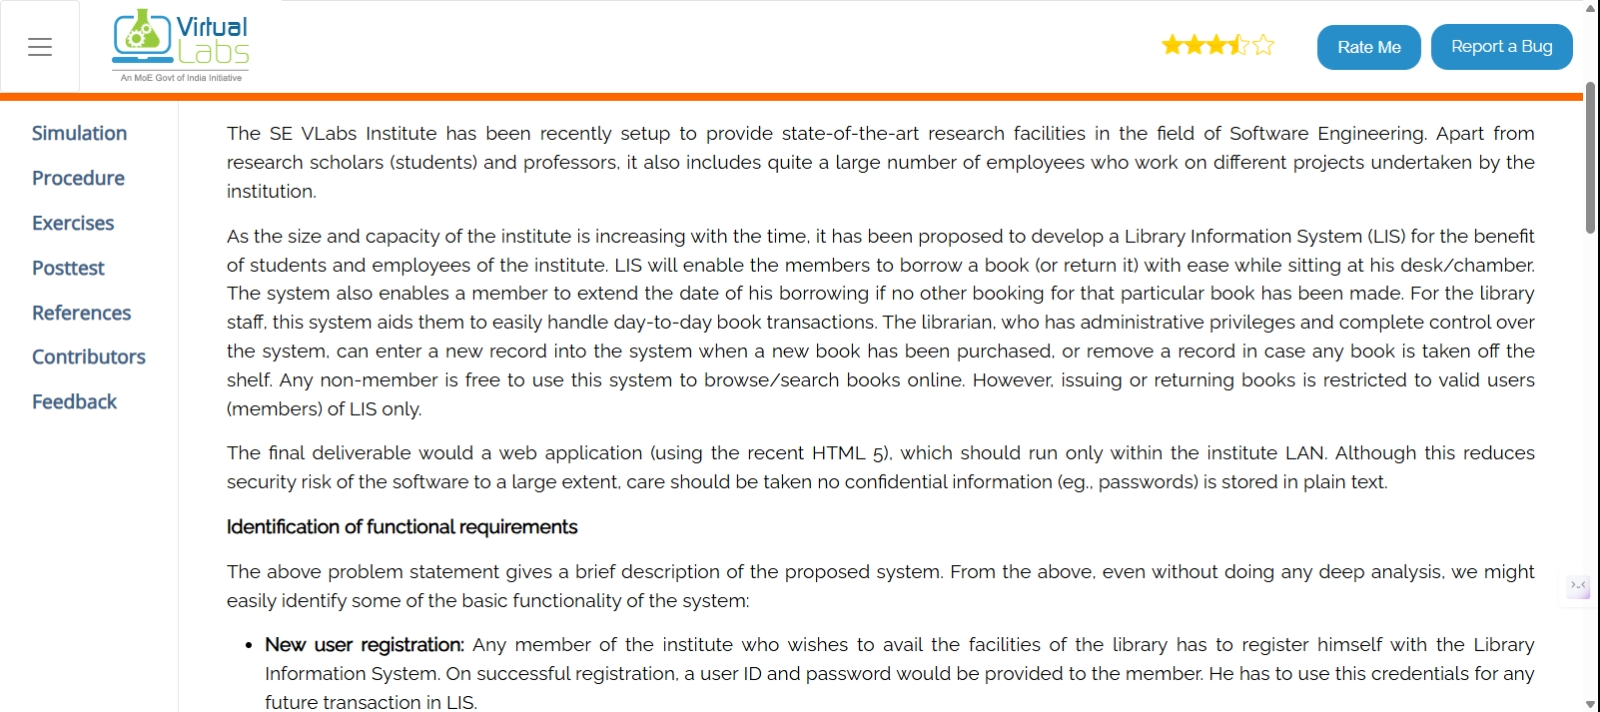 Virtual
Labs
An MoE Govt of India Initiative
Rate Me
Report a Bug
Simulation
Procedure
Exercises
Posttest
References
Contributors
Feedback
The SE VLabs Institute has been recently setup to provide state-of-the-art research facilities in the field of Software Engineering. Apart from
research scholars (students) and professors, it also includes quite a large number of employees who work on different projects undertaken by the
institution.
As the size and capacity of the institute is increasing with the time, it has been proposed to develop a Library Information System (LIS) for the benefit
of students and employees of the institute. LIS will enable the members to borrow a book (or return it) with ease while sitting at his desk/chamber.
The system also enables a member to extend the date of his borrowing if no other booking for that particular book has been made. For the library
staff, this system aids them to easily handle day-to-day book transactions. The librarian, who has administrative privileges and complete control over
the system, can enter a new record into the system when a new book has been purchased, or remove a record in case any book is taken off the
shelf. Any non-member is free to use this system to browse/search books online. However, issuing or returning books is restricted to valid users
(members) of LIS only.
The final deliverable would a web application (using the recent HTML 5), which should run only within the institute LAN. Although this reduces
security risk of the software to a large extent, care should be taken no confidential information (eg., passwords) is stored in plain text.
Identification of functional requirements
The above problem statement gives a brief description of the proposed system. From the above, even without doing any deep analysis, we might
easily identify some of the basic functionality of the system:
• New user registration: Any member of the institute who wishes to avail the facilities of the library has to register himself with the Library
Information System. On successful registration, a user ID and password would be provided to the member. He has to use this credentials for any
future transaction in LIS.